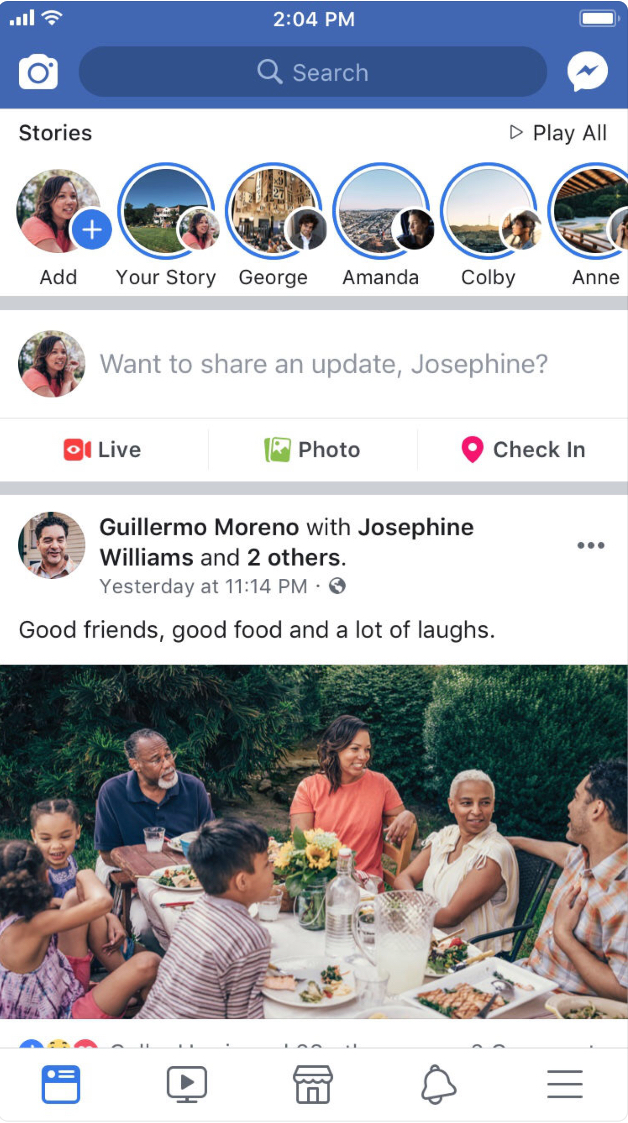 2:04 PM
Search
Stories
Play All
Add
Your Story
George
Amanda
Colby
Anne
Want to share an update, Josephine?
Live
Photo
Check In
Guillermo Moreno with Josephine
Williams and 2 others.
Yesterday at 11:14 PM ·
Good friends, good food and a lot of laughs.